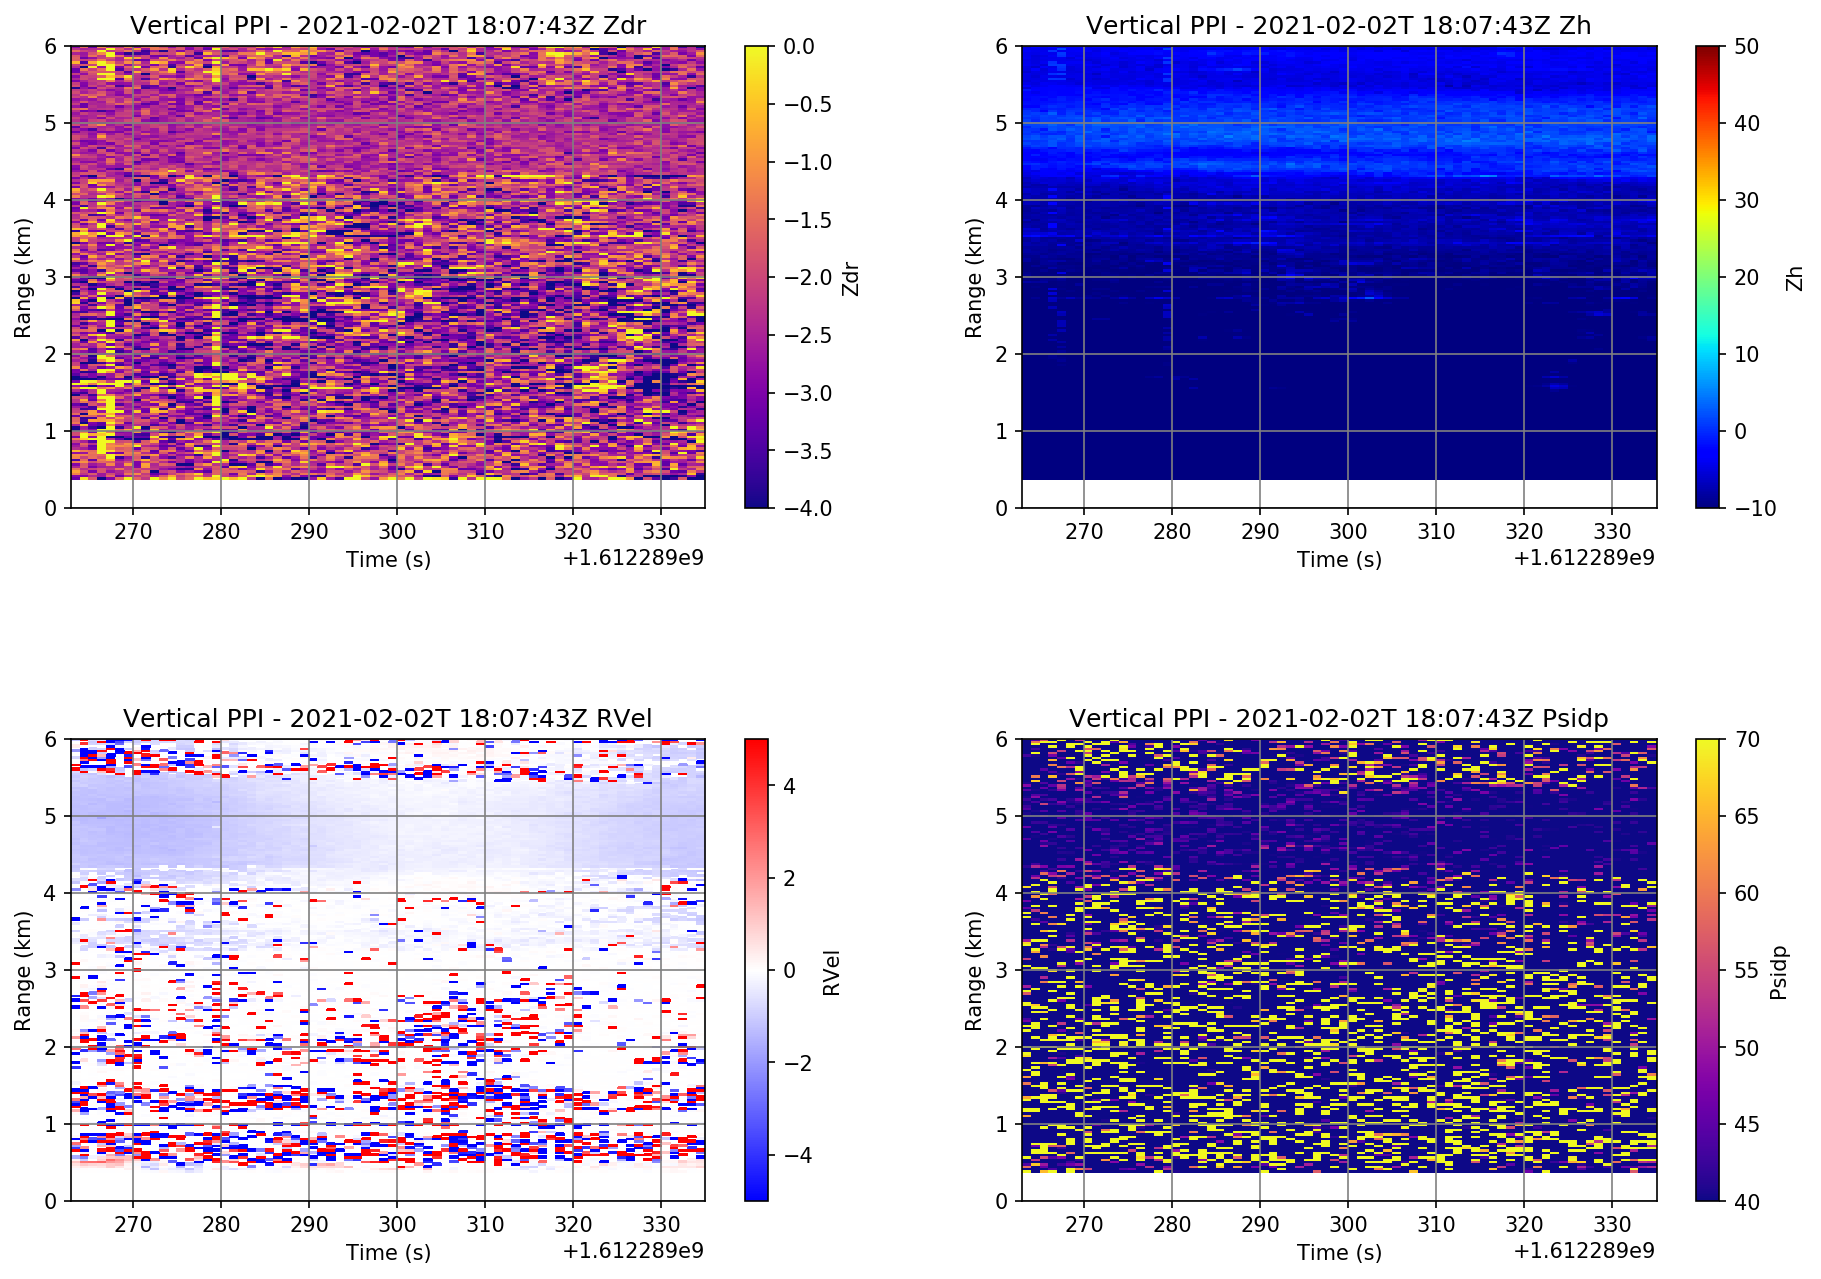 Vertical PPI - 2021-02-02T 18:07:43Z Zdr
6
5
4
3
2
1
0
Range (km)
270 280 290 300 310 320 330
Time (s)
+1.612289e9
0.0
−0.5
−1.0
−1.5
−2.0
−2.5
−3.0
−3.5
−4.0
Zdr
Vertical PPI - 2021-02-02T 18:07:43Z Zh
6
5
4
3
2
1
0
Range (km)
270 280 290 300 310 320 330
Time (s)
+1.612289e9
50
40
30
20
10
0
−10
Zh
Vertical PPI - 2021-02-02T 18:07:43Z RVel
6
5
4
3
2
1
0
Range (km)
270 280 290 300 310 320 330
Time (s)
+1.612289e9
4
2
0
−2
−4
RVel
Vertical PPI - 2021-02-02T 18:07:43Z Psidp
6
5
4
3
2
1
0
Range (km)
270 280 290 300 310 320 330
Time (s)
+1.612289e9
70
65
60
55
50
45
40
Psidp